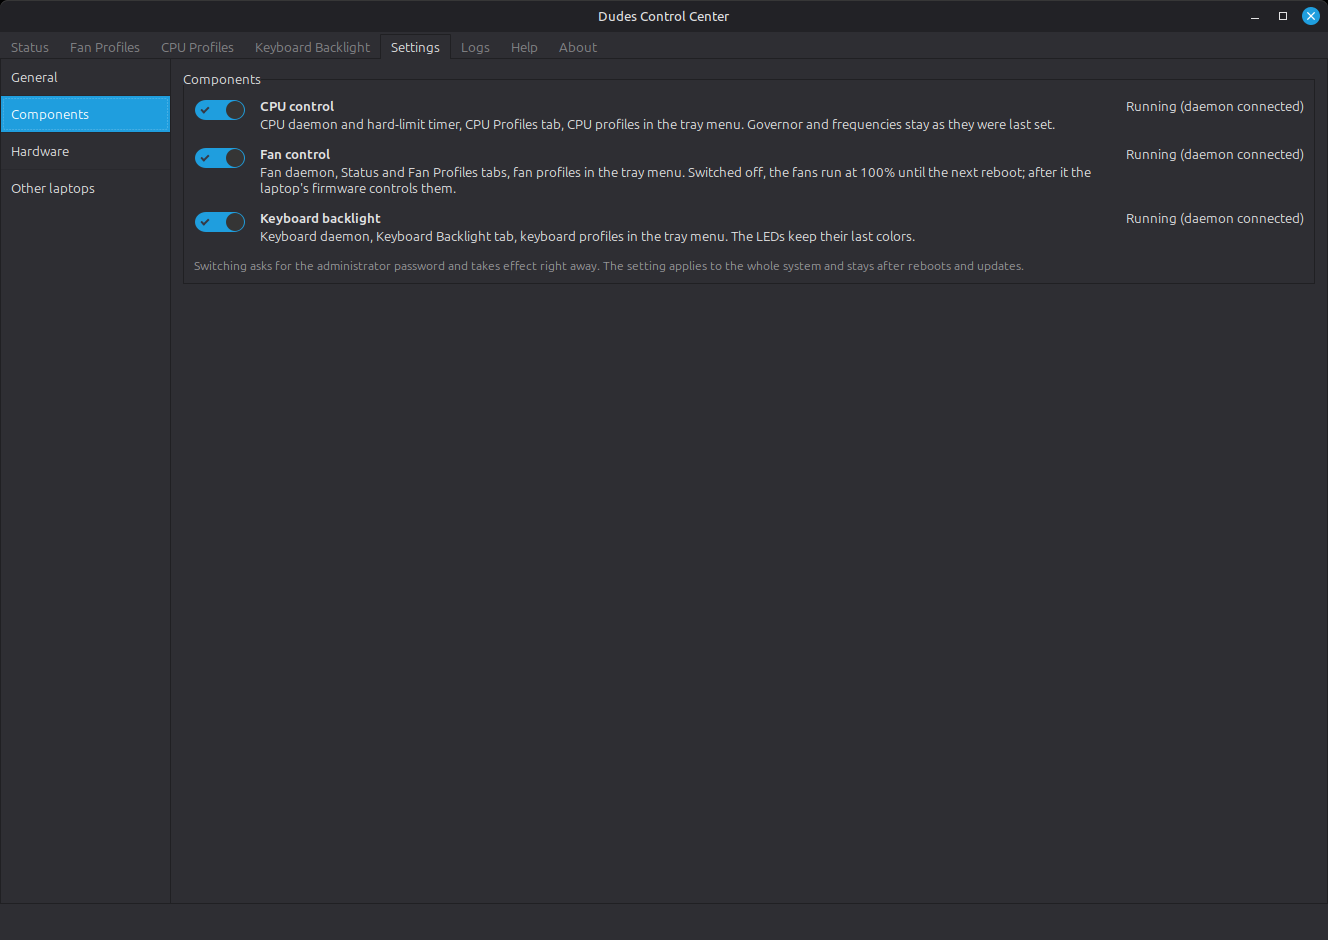 Dudes Control Center
Status Fan Profiles CPU Profiles Keyboard Backlight Settings Logs Help About
General
Components
Hardware
Other laptops
Components
CPU control Running (daemon connected)
CPU daemon and hard-limit timer, CPU Profiles tab, CPU profiles in the tray menu. Governor and frequencies stay as they were last set.
Fan control Running (daemon connected)
Fan daemon, Status and Fan Profiles tabs, fan profiles in the tray menu. Switched off, the fans run at 100% until the next reboot; after it the
laptop's firmware controls them.
Keyboard backlight Running (daemon connected)
Keyboard daemon, Keyboard Backlight tab, keyboard profiles in the tray menu. The LEDs keep their last colors.
Switching asks for the administrator password and takes effect right away. The setting applies to the whole system and stays after reboots and updates.